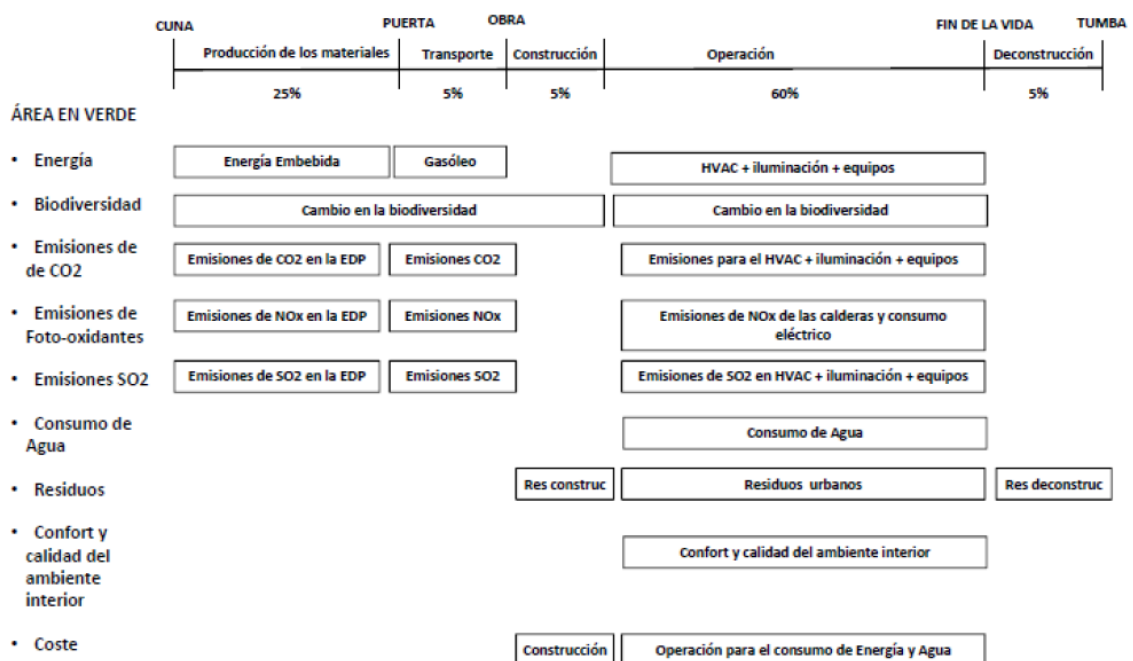 CUNA PUERTA OBRA FIN DE LA VIDA TUMBA
Producción de los materiales Transporte Construcción Operación Deconstrucción
25% 5% 5% 60% 5%
ÁREA EN VERDE
• Energía
Energía Embebida Gasóleo HVAC + iluminación + equipos
• Biodiversidad
Cambio en la biodiversidad Cambio en la biodiversidad
• Emisiones de
de CO2
Emisiones de CO2 en la EDP Emisiones CO2 Emisiones para el HVAC + iluminación + equipos
• Emisiones de
Foto-oxidantes
Emisiones de NOx en la EDP Emisiones NOx Emisiones de NOx de las calderas y consumo
eléctrico
• Emisiones SO2
Emisiones de SO2 en la EDP Emisiones SO2 Emisiones de SO2 en HVAC + iluminación + equipos
• Consumo de
Agua
Consumo de Agua
• Residuos
Res construc Residuos urbanos Res deconstruc
• Confort y
calidad del
ambiente
interior
Confort y calidad del ambiente interior
• Coste
Construcción Operación para el consumo de Energía y Agua